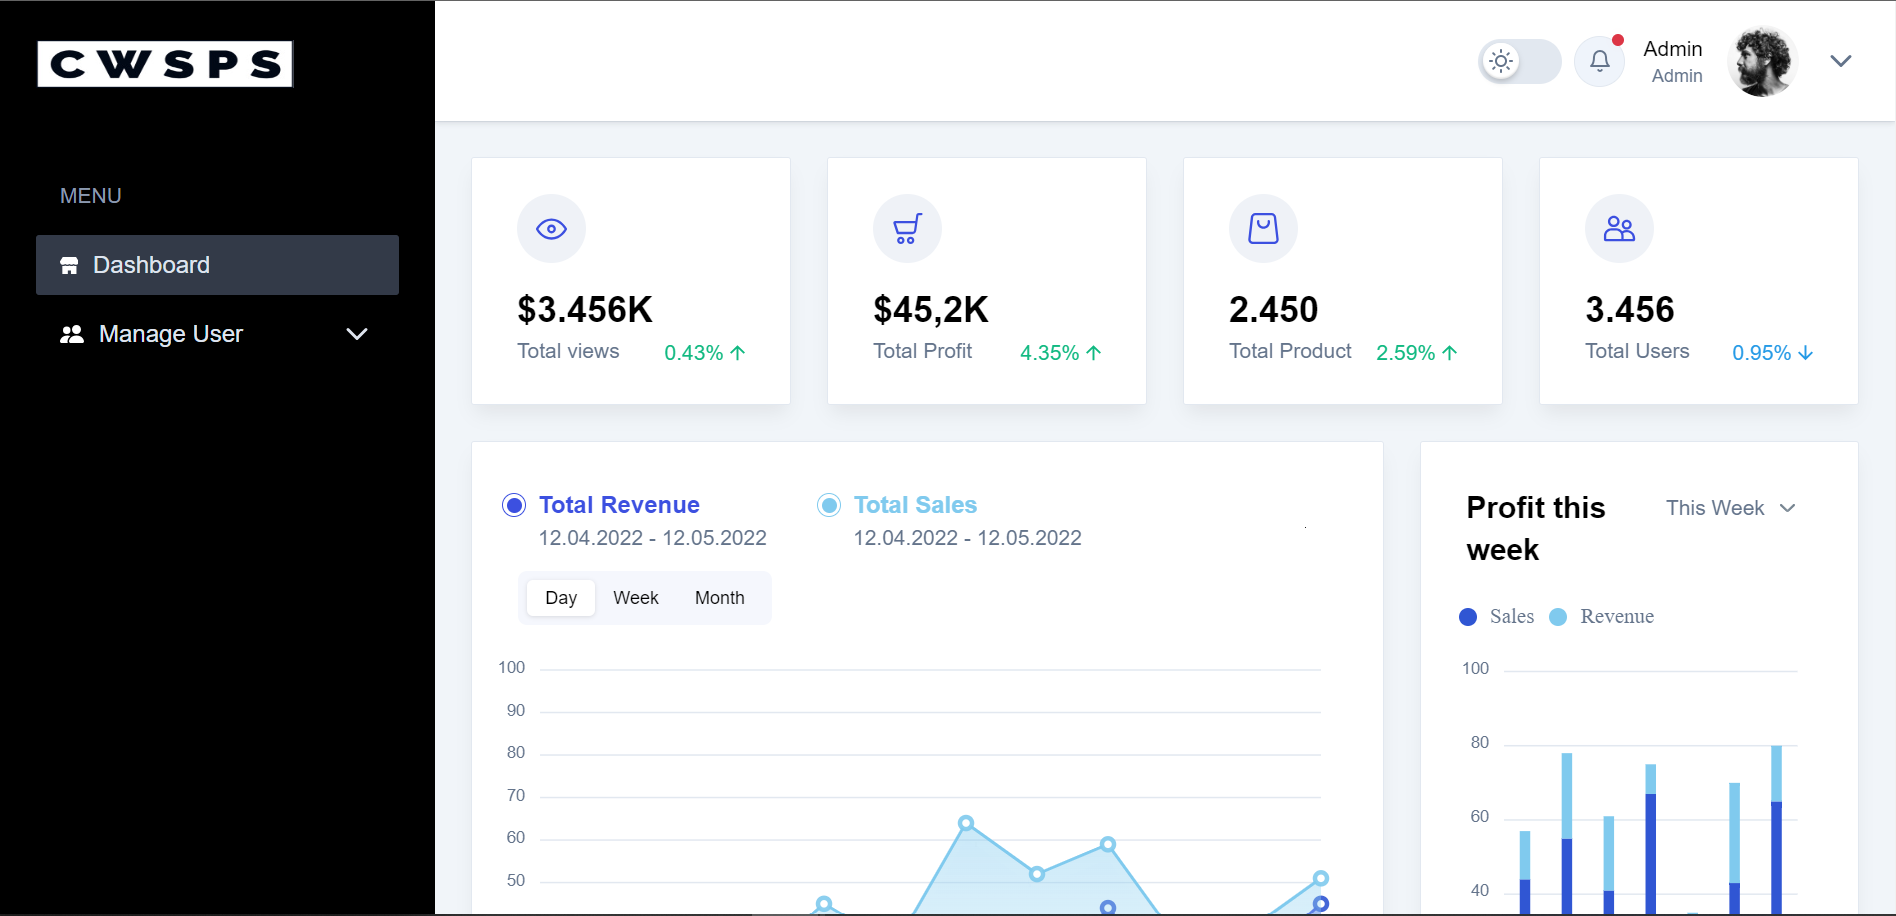 CWSPS
Admin
Admin
MENU
Dashboard
Manage User
$3.456K
Total views 0.43%
$45,2K
Total Profit 4.35%
2.450
Total Product 2.59%
3.456
Total Users 0.95%
Total Revenue
12.04.2022 - 12.05.2022
Total Sales
12.04.2022 - 12.05.2022
Day Week Month
100
90
80
70
60
50
Profit this
week
This Week
Sales Revenue
100
80
60
40